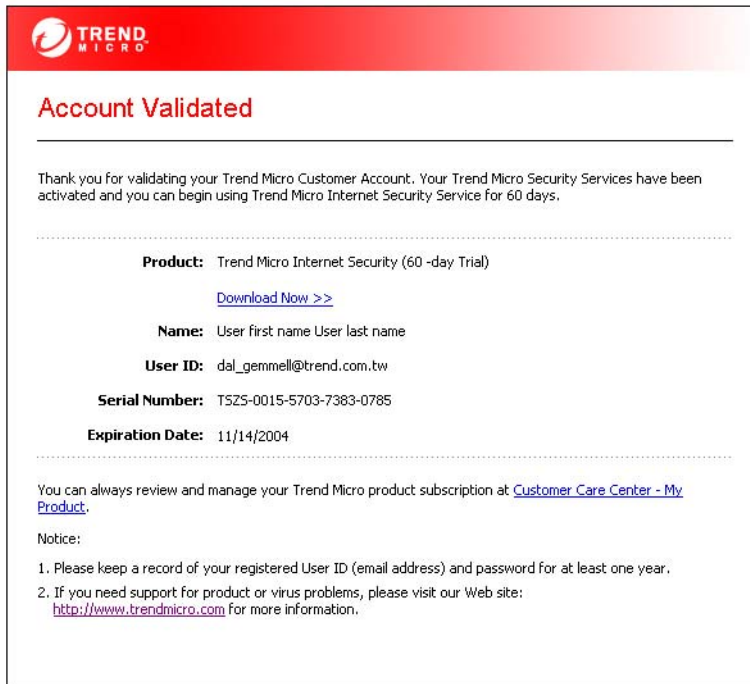 TREND
MICRO
Account Validated
Thank you for validating your Trend Micro Customer Account. Your Trend Micro Security Services have been
activated and you can begin using Trend Micro Internet Security Service for 60 days.
Product: Trend Micro Internet Security (60 -day Trial)
Download Now >>
Name: User first name User last name
User ID: dal_gemmell@trend.com.tw
Serial Number: TSZS-0015-5703-7383-0785
Expiration Date: 11/14/2004
You can always review and manage your Trend Micro product subscription at Customer Care Center - My
Product.
Notice:
1. Please keep a record of your registered User ID (email address) and password for at least one year.
2. If you need support for product or virus problems, please visit our Web site:
http://www.trendmicro.com for more information.